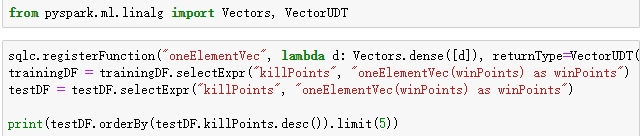 from pyspark.ml.linalg import Vectors, VectorUDT
sqlc.registerFunction("oneElementVec", lambda d: Vectors.dense([d]), returnType=VectorUDT(
trainingDF = trainingDF.selectExpr("killPoints", "oneElementVec(winPoints) as winPoints")
testDF = testDF.selectExpr("killPoints", "oneElementVec(winPoints) as winPoints")
print(testDF.orderBy(testDF.killPoints.desc()).limit(5))